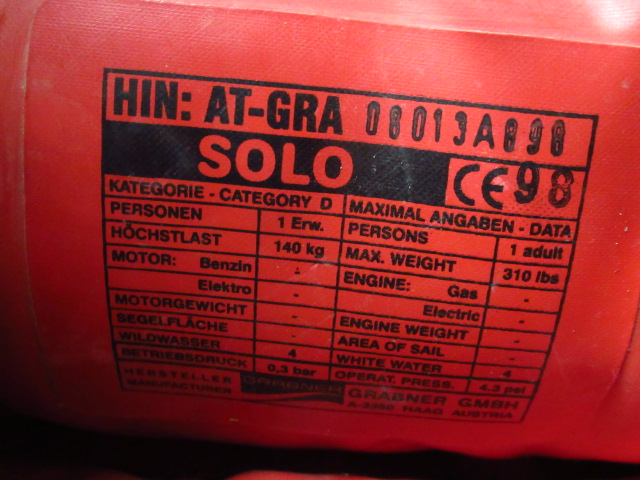 HIN: AT-GRA 08013A898
SOLO CE98
KATEGORIE - CATEGORY D MAXIMAL ANGABEN - DATA
PERSONEN 1 Erw. PERSONS 1 adult
HÖCHSTLAST 140 kg MAX. WEIGHT 310 lbs
MOTOR: Benzin - ENGINE: Gas -
Elektro - Electric -
MOTORGEWICHT - ENGINE WEIGHT -
SEGELFLÄCHE - AREA OF SAIL -
WILDWASSER 4 WHITE WATER 4
BETRIEBSDRUCK 0,3 bar OPERAT. PRESS. 4.3 psi
HERSTELLER GRABNER GRABNER GMBH
MANUFACTURER A-3350 HAAG AUSTRIA